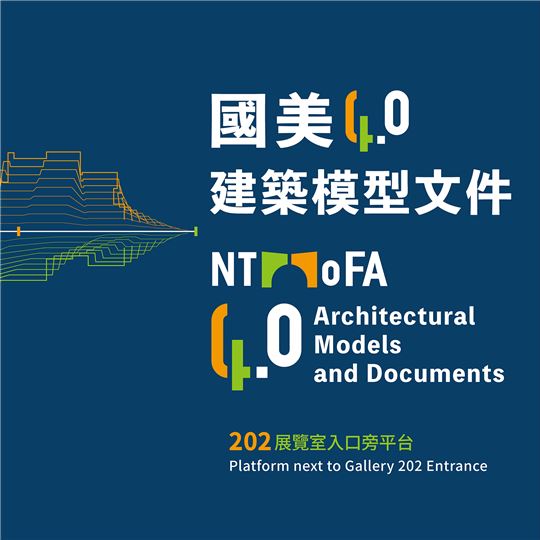 國美4.0
建築模型文件
NTMoFA
4.0 Architectural
Models
and Documents
202展覽室入口旁平台
Platform next to Gallery 202 Entrance